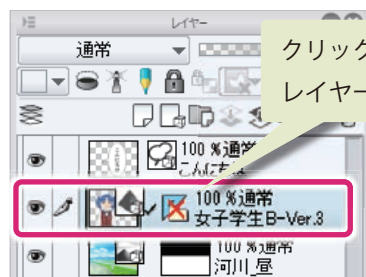 レイヤー
通常
クリック
レイヤー
100 %通常
こんにちは
100 %通常
女子学生B-Ver.3
100 %通常
河川_昼